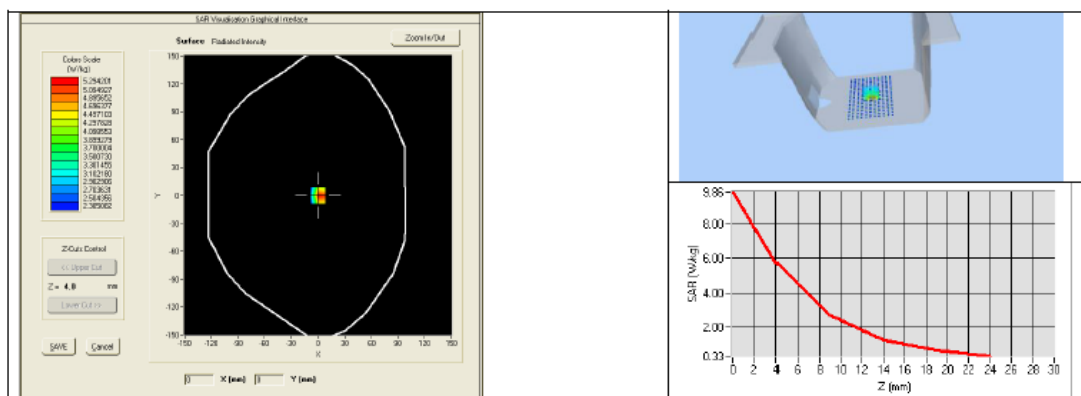 SAR Visualisation Graphical Interface
Surface Radiated Intensity
Zoom In/Out
Colors Scale
(W/kg)
5.294201
5.094927
4.895652
4.696377
4.497103
4.297828
4.098553
3.899279
3.700004
3.500730
3.301455
3.102180
2.902906
2.703631
2.504356
2.305082
150
120
90
60
30
0
-30
-60
-90
-120
-150
Y
-150 -120 -90 -60 -30 0 30 60 90 120 150
X
Z-Cuts Control
<< Upper Cut
Z = 4.0 mm
Lower Cut >>
SAVE Cancel
0 X (mm) 0 Y (mm)
9.86
8.00
6.00
4.00
2.00
0.33
SAR (W/kg)
0 2 4 6 8 10 12 14 16 18 20 22 24 26 28 30
Z (mm)